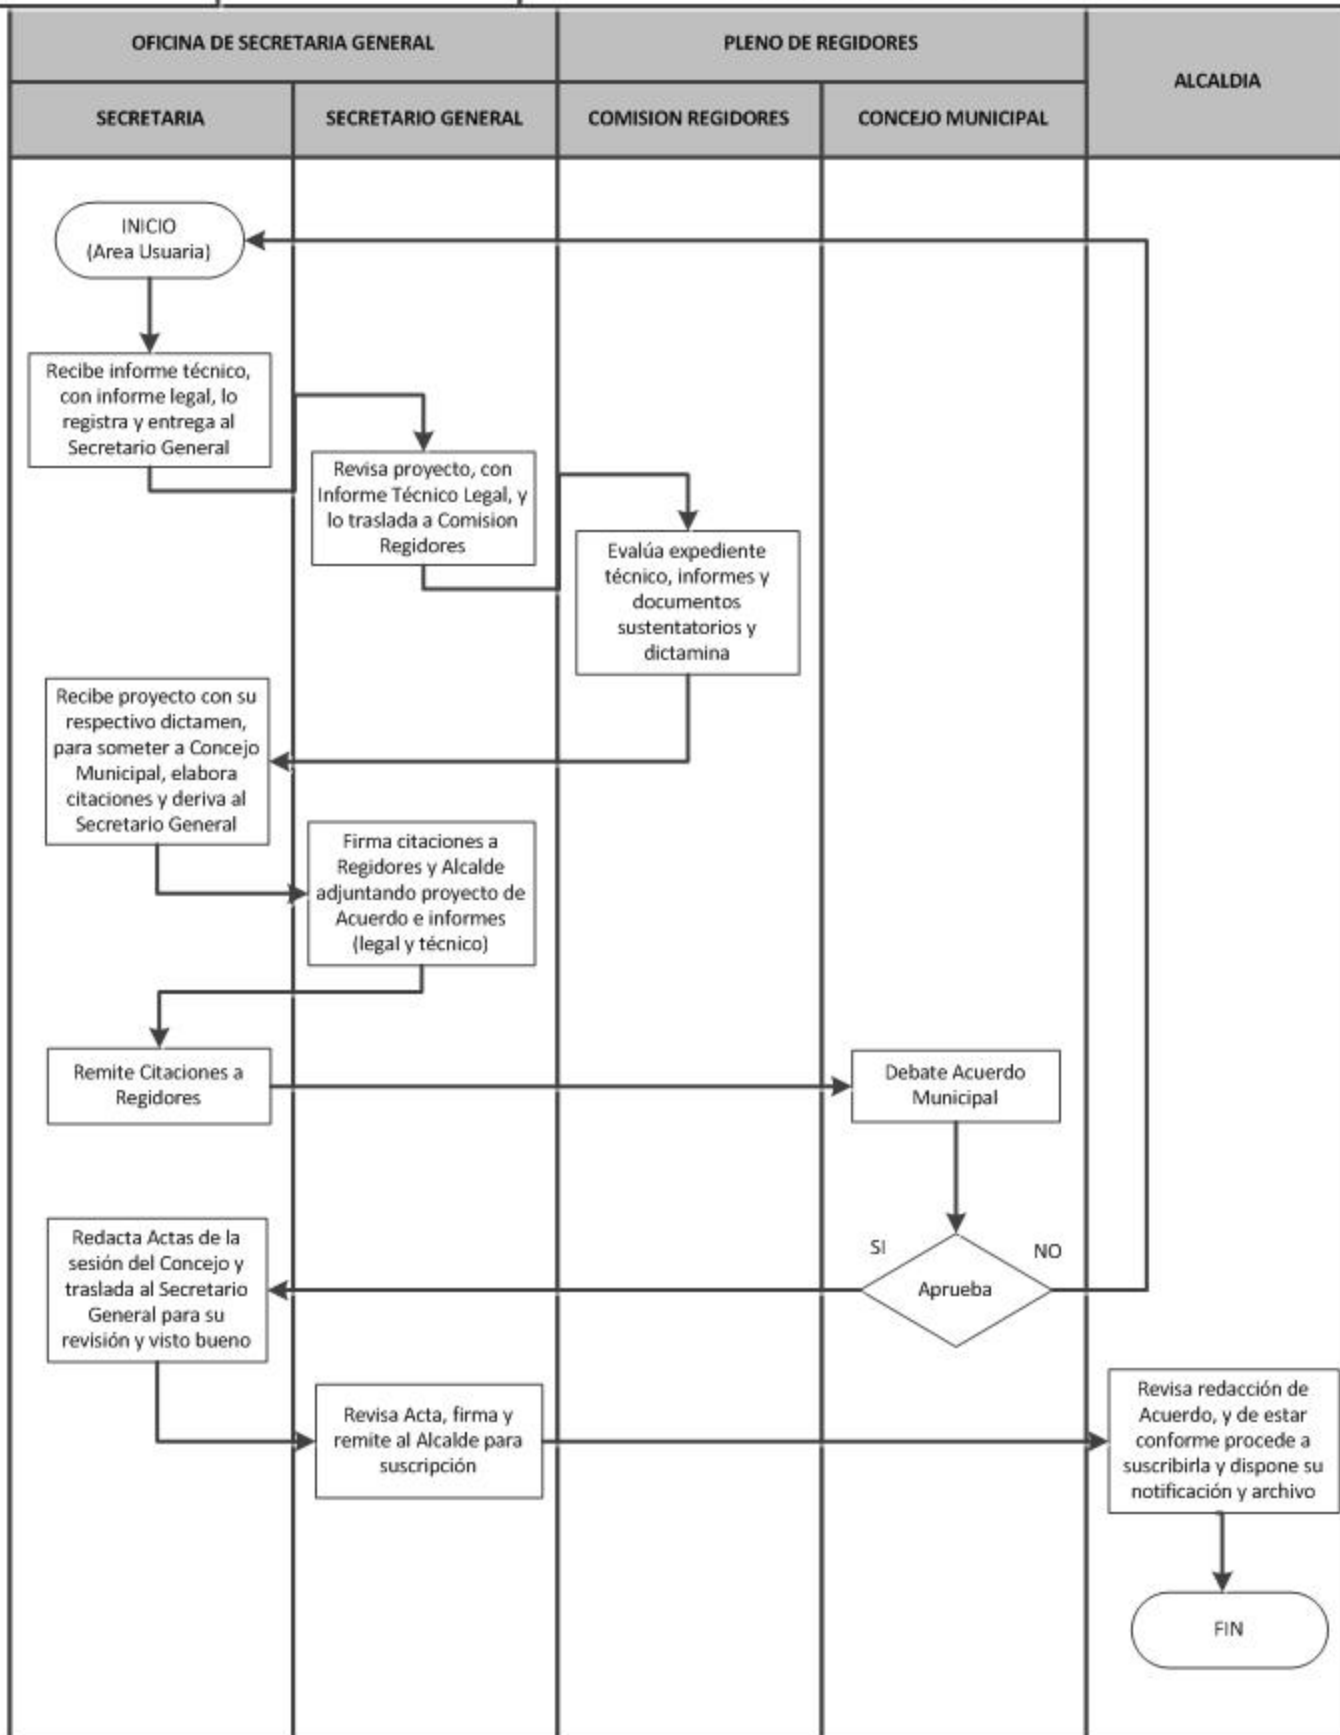 OFICINA DE SECRETARIA GENERAL
PLENO DE REGIDORES
ALCALDIA
SECRETARIA
SECRETARIO GENERAL
COMISION REGIDORES
CONCEJO MUNICIPAL
INICIO
(Area Usuaria)
Recibe informe técnico,
con informe legal, lo
registra y entrega al
Secretario General
Revisa proyecto, con
Informe Técnico Legal, y
lo traslada a Comision
Regidores
Evalúa expediente
técnico, informes y
documentos
sustentatorios y
dictamina
Recibe proyecto con su
respectivo dictamen,
para someter a Concejo
Municipal, elabora
citaciones y deriva al
Secretario General
Firma citaciones a
Regidores y Alcalde
adjuntando proyecto de
Acuerdo e informes
(legal y técnico)
Remite Citaciones a
Regidores
Debate Acuerdo
Municipal
SI
NO
Aprueba
Redacta Actas de la
sesión del Concejo y
traslada al Secretario
General para su
revisión y visto bueno
Revisa Acta, firma y
remite al Alcalde para
suscripción
Revisa redacción de
Acuerdo, y de estar
conforme procede a
suscribirla y dispone su
notificación y archivo
FIN